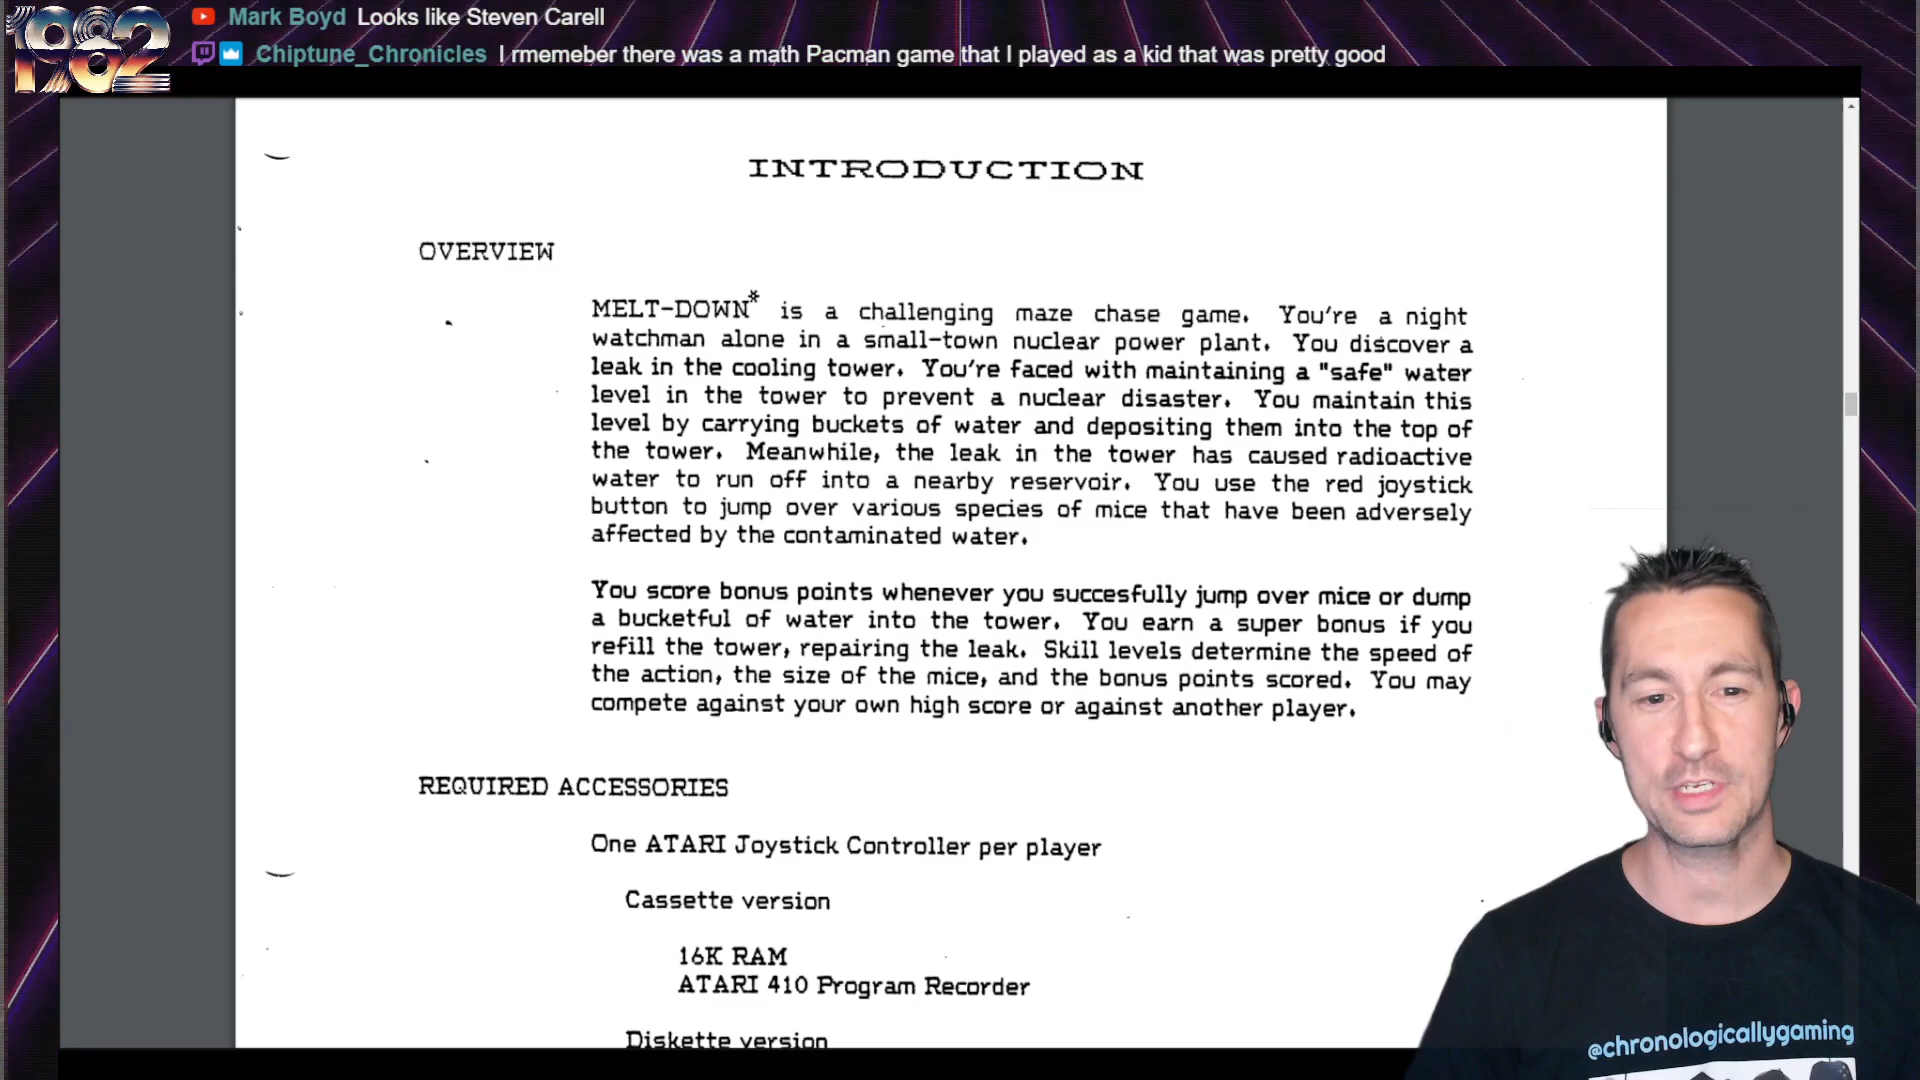 1982
Mark Boyd Looks like Steven Carell
Chiptune_Chronicles I rmemeber there was a math Pacman game that I played as a kid that was pretty good
INTRODUCTION
OVERVIEW
MELT-DOWN* is a challenging maze chase game. You're a night
watchman alone in a small-town nuclear power plant. You discover a
leak in the cooling tower. You're faced with maintaining a "safe" water
level in the tower to prevent a nuclear disaster. You maintain this
level by carrying buckets of water and depositing them into the top of
the tower. Meanwhile, the leak in the tower has caused radioactive
water to run off into a nearby reservoir. You use the red joystick
button to jump over various species of mice that have been adversely
affected by the contaminated water.
You score bonus points whenever you succesfully jump over mice or dump
a bucketful of water into the tower. You earn a super bonus if you
refill the tower, repairing the leak. Skill levels determine the speed of
the action, the size of the mice, and the bonus points scored. You may
compete against your own high score or against another player.
REQUIRED ACCESSORIES
One ATARI Joystick Controller per player
Cassette version
16K RAM
ATARI 410 Program Recorder
Diskette version
@chronologicallygaming